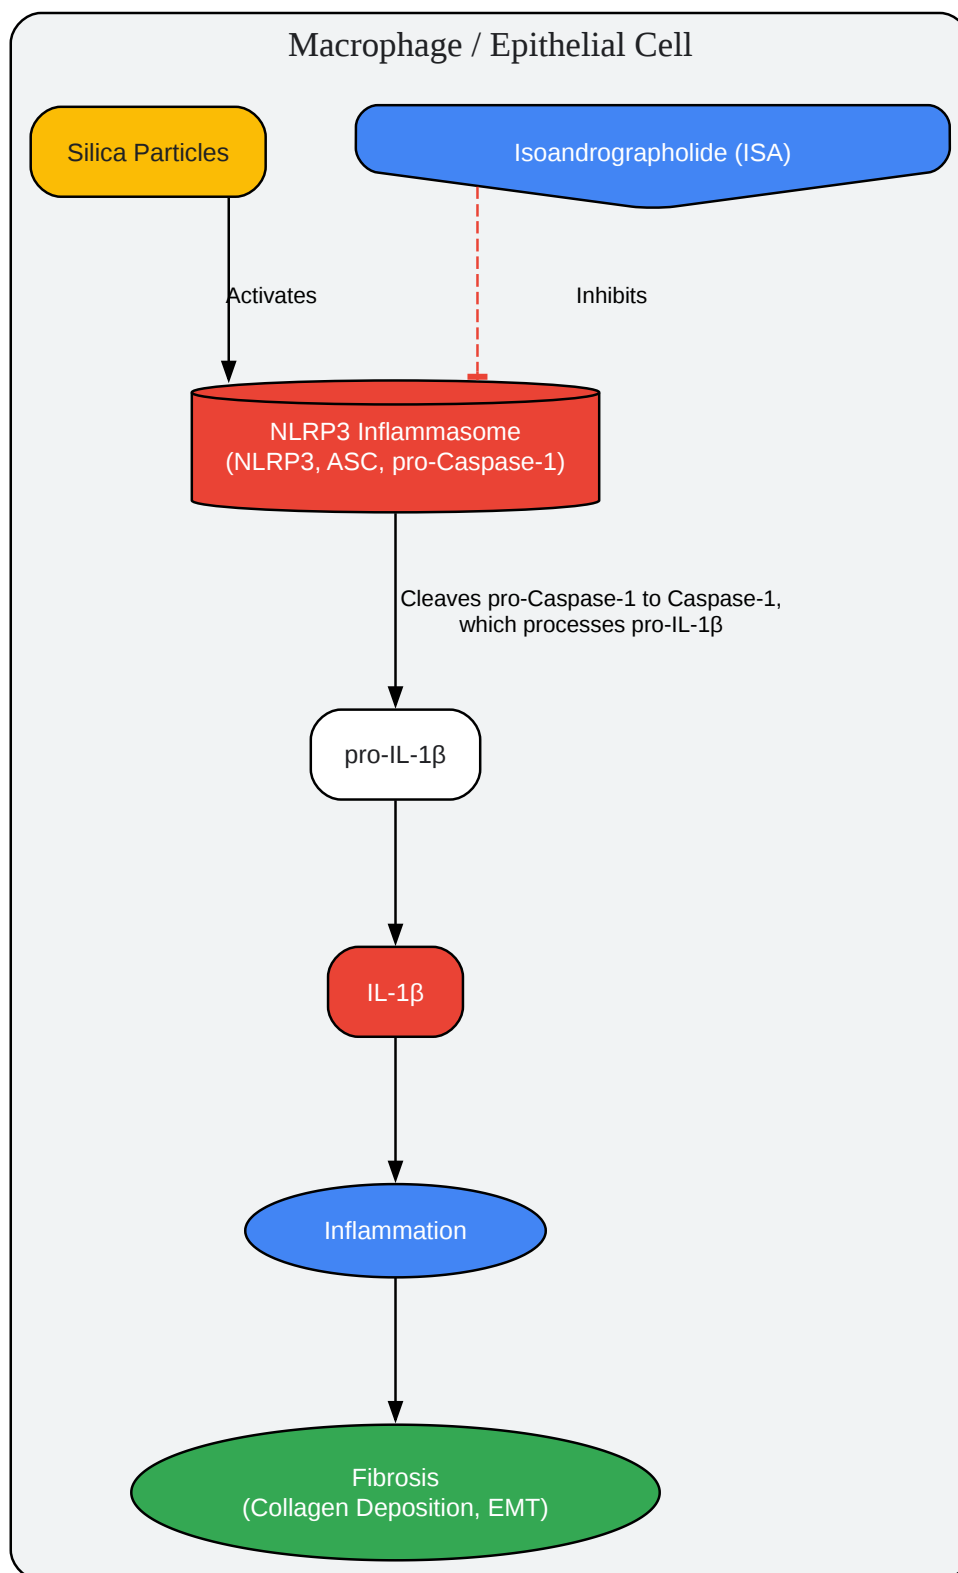 Macrophage / Epithelial Cell
Silica Particles
Isoandrographolide (ISA)
Activates
Inhibits
NLRP3 Inflammasome
(NLRP3, ASC, pro-Caspase-1)
Cleaves pro-Caspase-1 to Caspase-1,
which processes pro-IL-1β
pro-IL-1β
IL-1β
Inflammation
Fibrosis
(Collagen Deposition, EMT)